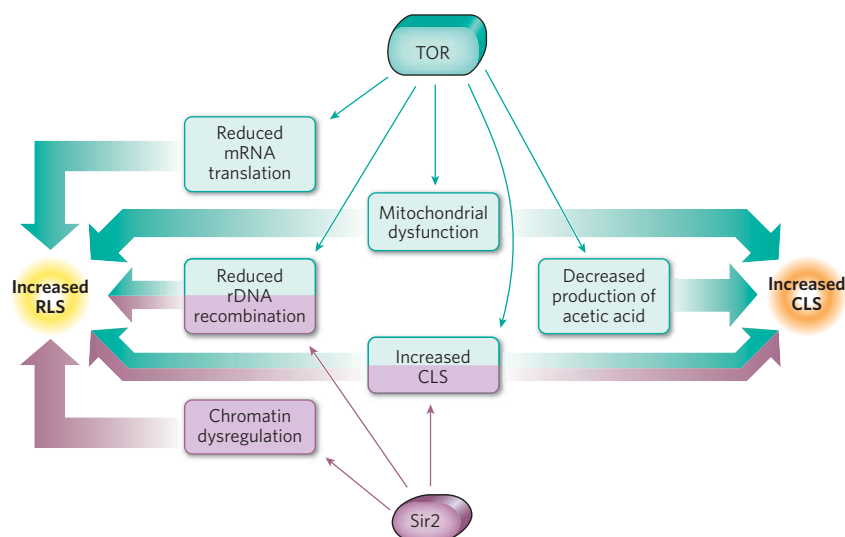 TOR
Reduced
mRNA
translation
Mitochondrial
dysfunction
Increased
RLS
Reduced
rDNA
recombination
Decreased
production of
acetic acid
Increased
CLS
Increased
CLS
Chromatin
dysregulation
Sir2